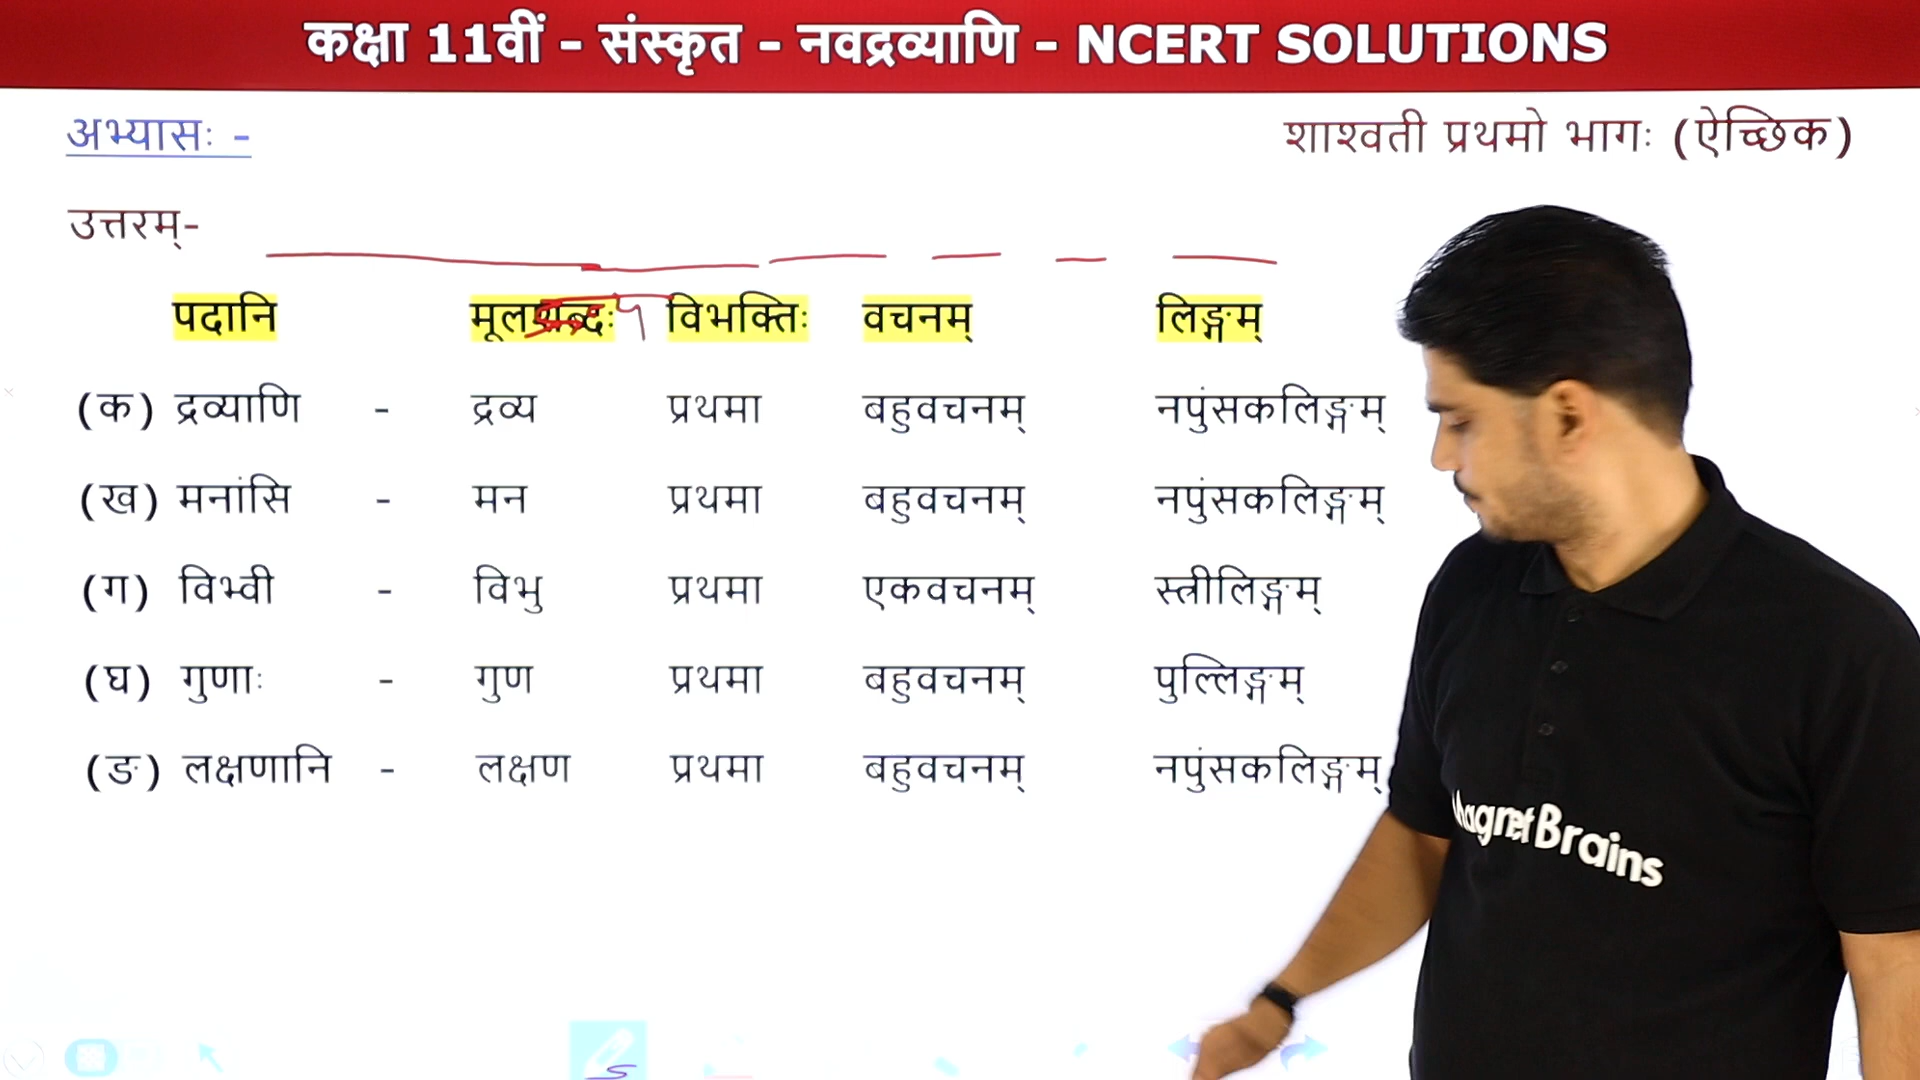 कक्षा 11वीं - संस्कृत - नवद्रव्याणि - NCERT SOLUTIONS
अभ्यासः - शाश्वती प्रथमो भागः (ऐच्छिक)
उत्तरम्-
पदानि मूलशब्दः विभक्तिः वचनम् लिङ्गम्
(क) द्रव्याणि - द्रव्य प्रथमा बहुवचनम् नपुंसकलिङ्गम्
(ख) मनांसि - मन प्रथमा बहुवचनम् नपुंसकलिङ्गम्
(ग) विभ्वी - विभु प्रथमा एकवचनम् स्त्रीलिङ्गम्
(घ) गुणाः - गुण प्रथमा बहुवचनम् पुल्लिङ्गम्
(ङ) लक्षणानि - लक्षण प्रथमा बहुवचनम् नपुंसकलिङ्गम्
Magnet Brains